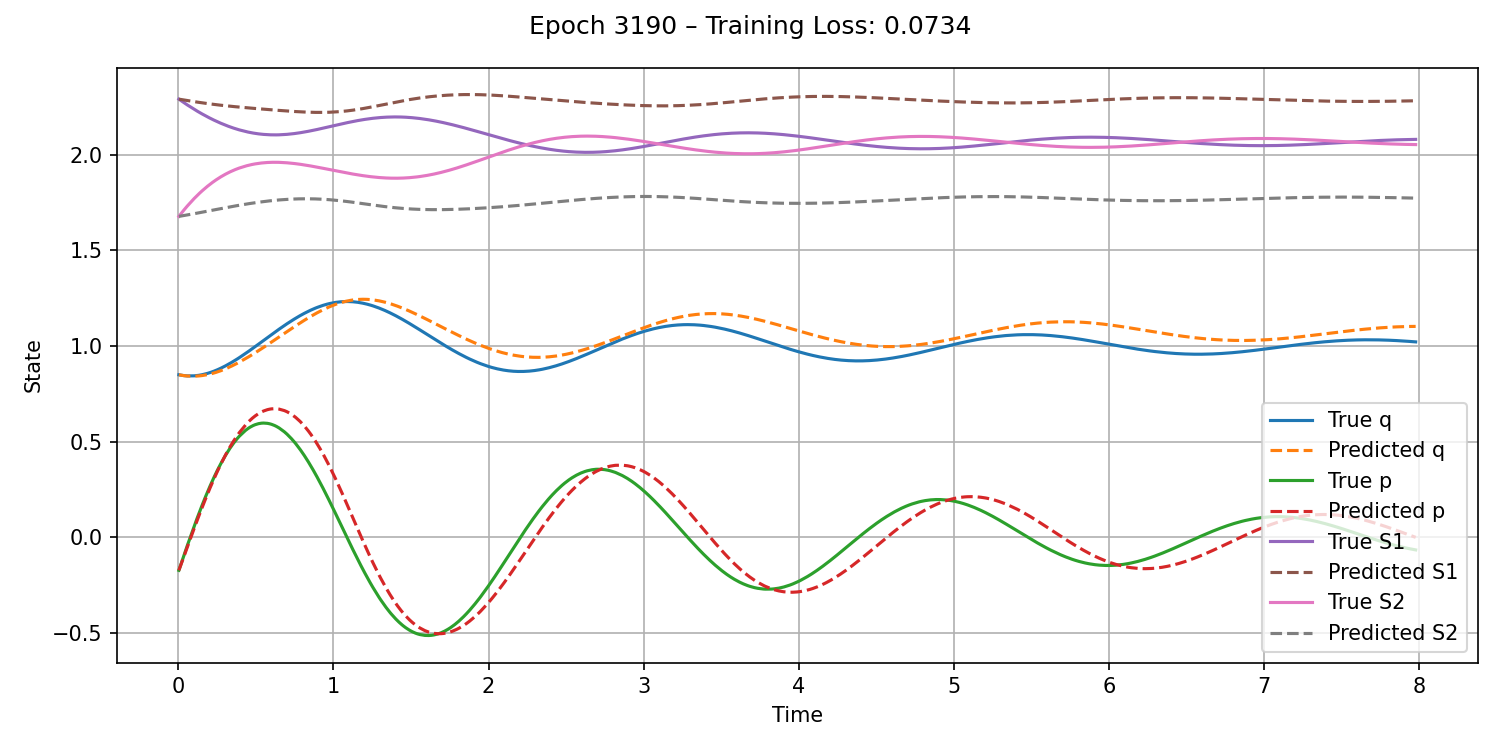 Epoch 3190 – Training Loss: 0.0734
State
2.0
1.5
1.0
0.5
0.0
−0.5
True q
Predicted q
True p
Predicted p
True S1
Predicted S1
True S2
Predicted S2
0 1 2 3 4 5 6 7 8
Time